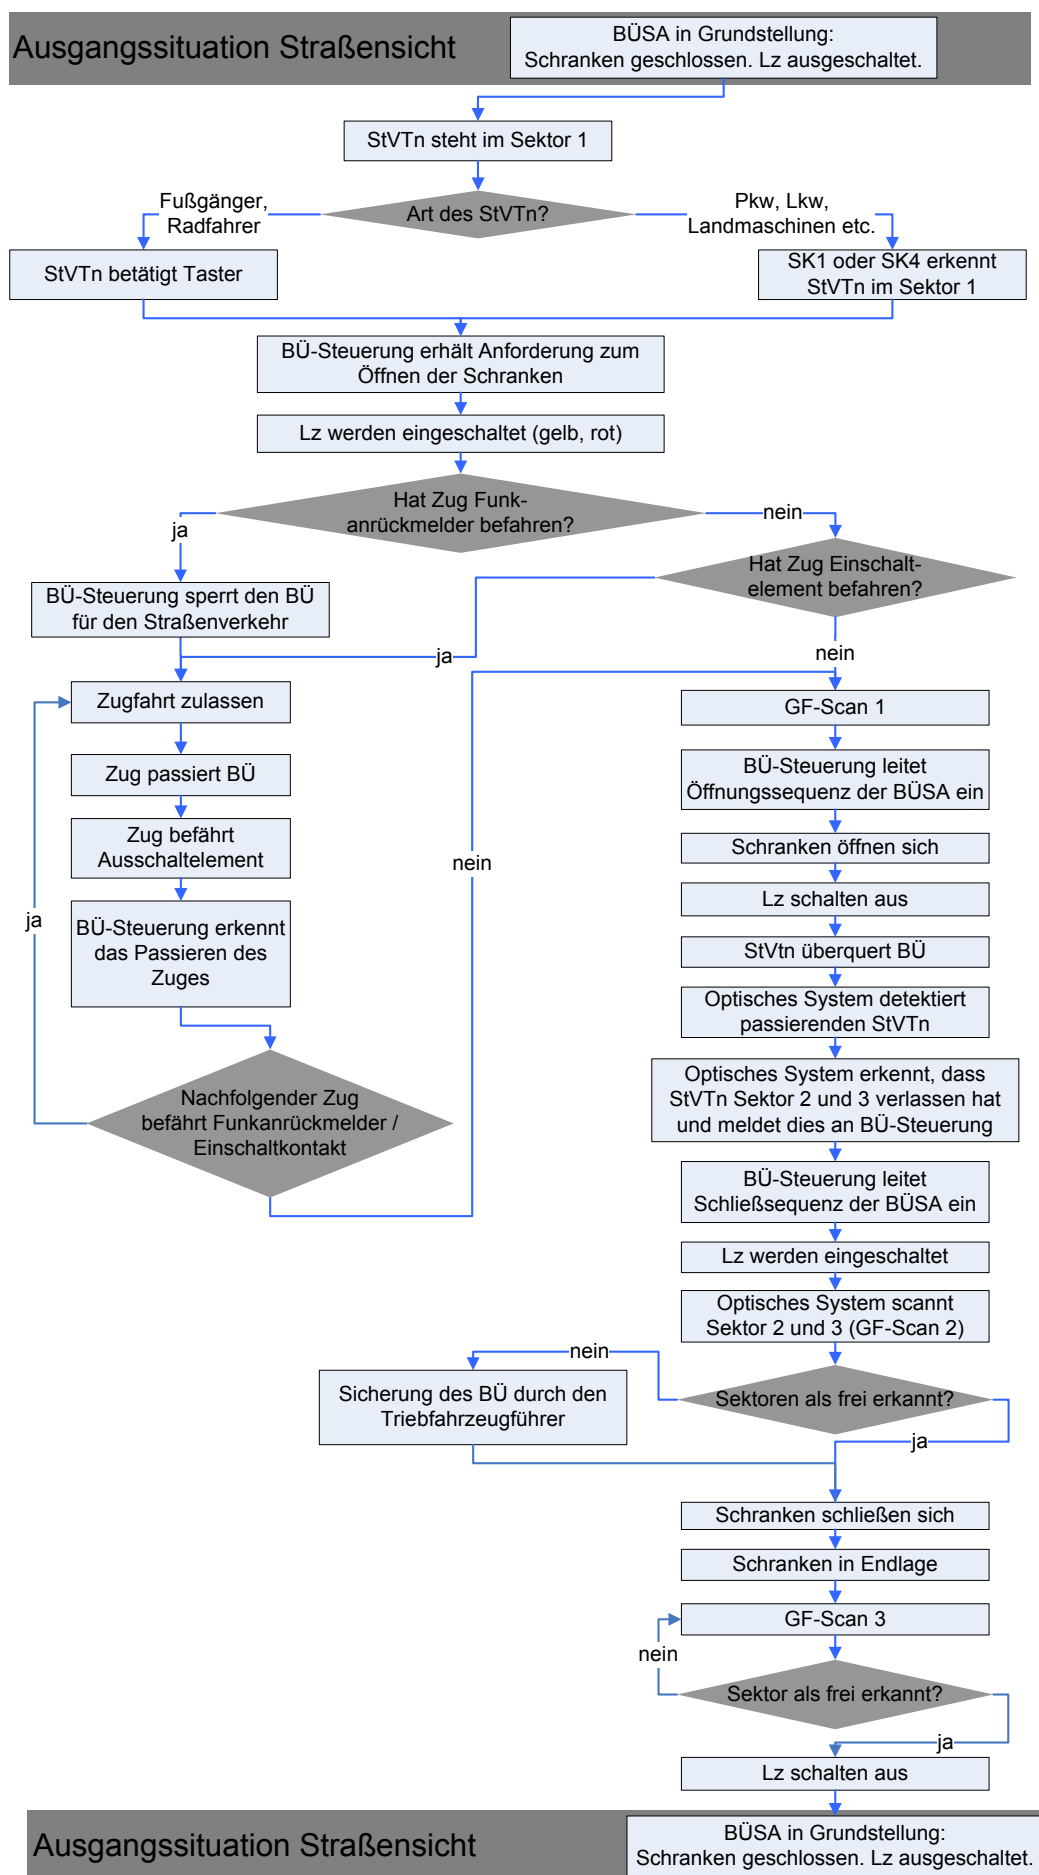 Ausgangssituation Straßensicht
BÜSA in Grundstellung:
Schranken geschlossen. Lz ausgeschaltet.
StVTn steht im Sektor 1
Art des StVTn?
Fußgänger,
Radfahrer
Pkw, Lkw,
Landmaschinen etc.
StVTn betätigt Taster
SK1 oder SK4 erkennt
StVTn im Sektor 1
BÜ-Steuerung erhält Anforderung zum
Öffnen der Schranken
Lz werden eingeschaltet (gelb, rot)
Hat Zug Funk-
anrückmelder befahren?
ja
nein
Hat Zug Einschalt-
element befahren?
BÜ-Steuerung sperrt den BÜ
für den Straßenverkehr
ja
nein
Zugfahrt zulassen
GF-Scan 1
Zug passiert BÜ
BÜ-Steuerung leitet
Öffnungssequenz der BÜSA ein
Zug befährt
Ausschaltelement
Schranken öffnen sich
nein
Lz schalten aus
ja
BÜ-Steuerung erkennt
das Passieren des
Zuges
StVtn überquert BÜ
Optisches System detektiert
passierenden StVTn
Nachfolgender Zug
befährt Funkanrückmelder /
Einschaltkontakt
Optisches System erkennt, dass
StVTn Sektor 2 und 3 verlassen hat
und meldet dies an BÜ-Steuerung
BÜ-Steuerung leitet
Schließsequenz der BÜSA ein
Lz werden eingeschaltet
Optisches System scannt
Sektor 2 und 3 (GF-Scan 2)
nein
Sektoren als frei erkannt?
Sicherung des BÜ durch den
Triebfahrzeugführer
ja
Schranken schließen sich
Schranken in Endlage
GF-Scan 3
nein
Sektor als frei erkannt?
ja
Lz schalten aus
Ausgangssituation Straßensicht
BÜSA in Grundstellung:
Schranken geschlossen. Lz ausgeschaltet.